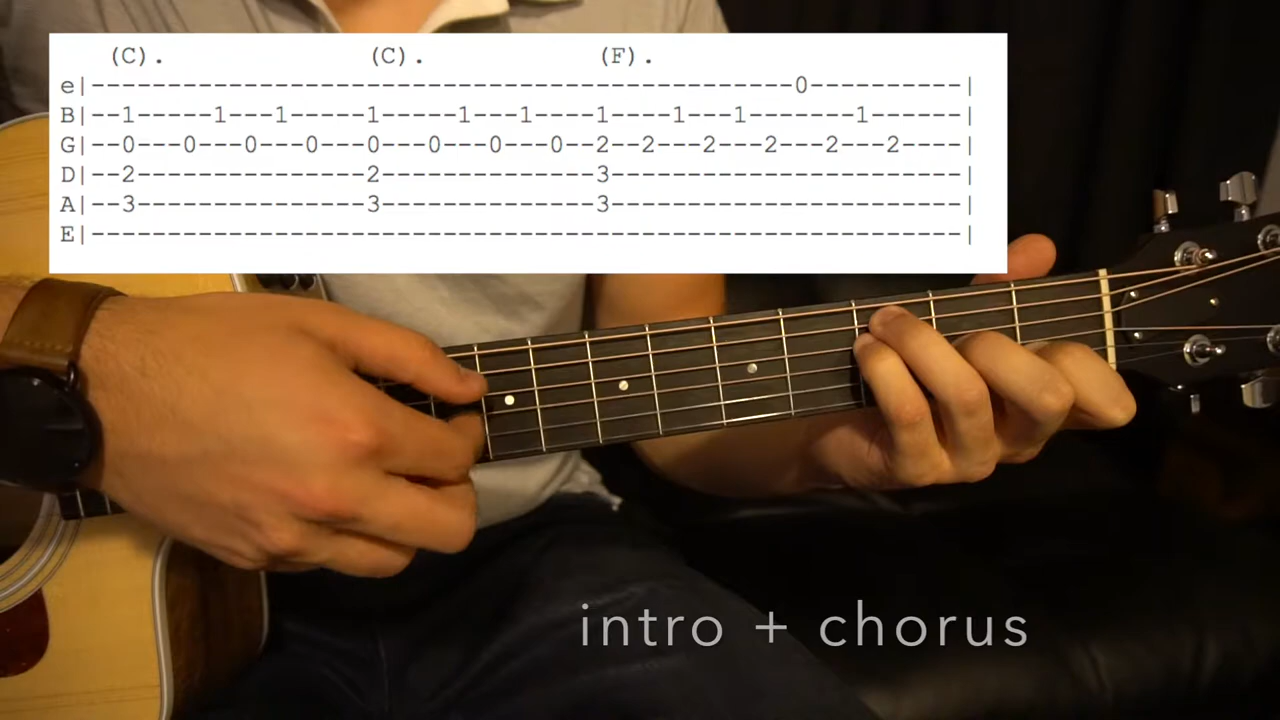 (C). (C). (F).
e|----------------------------------------------0----------|
B|--1-----1---1-----1-----1---1----1----1---1-------1------|
G|--0---0---0---0---0---0---0---0--2--2---2---2---2---2----|
D|--2---------------2--------------3-----------------------|
A|--3---------------3--------------3-----------------------|
E|---------------------------------------------------------|
intro + chorus